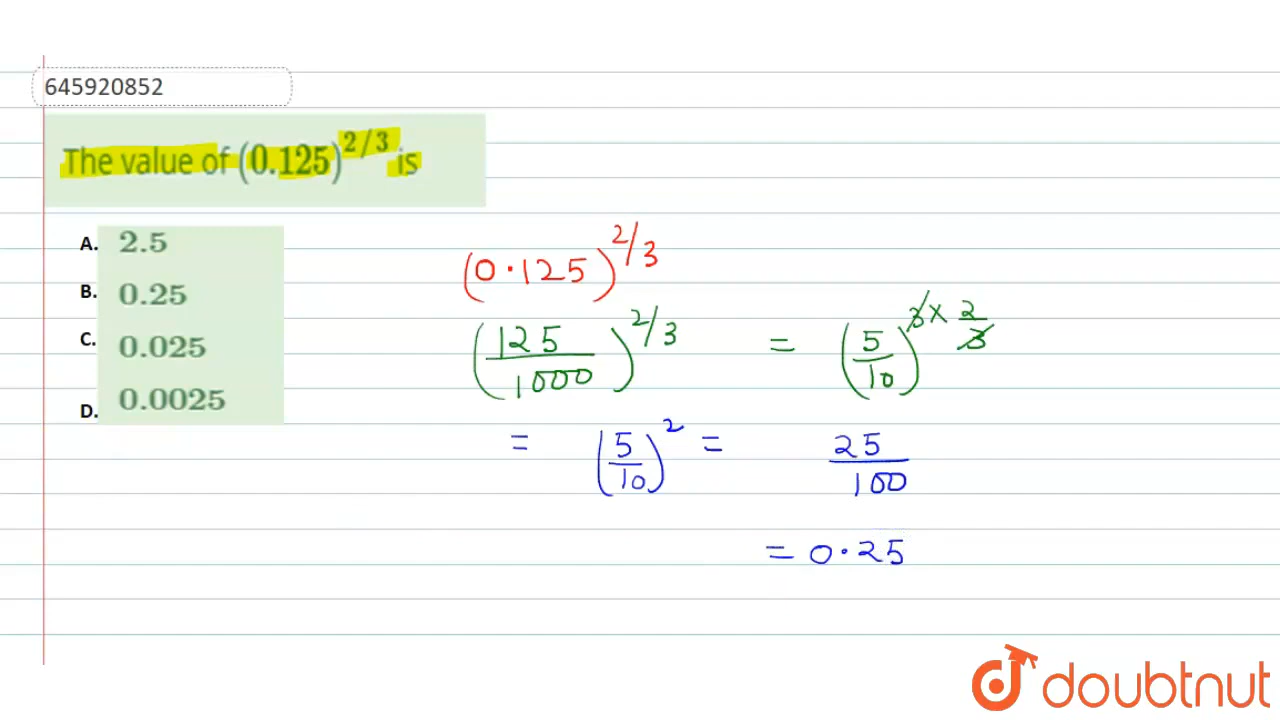 645920852
The value of (0.125)^{2/3} is
A. 2.5
B. 0.25
C. 0.025
D. 0.0025
(0.125)^{2/3}
(125/1000)^{2/3} = (5/10)^{3 × 2/3}
= (5/10)^2 = 25/100
= 0.25
doubtnut